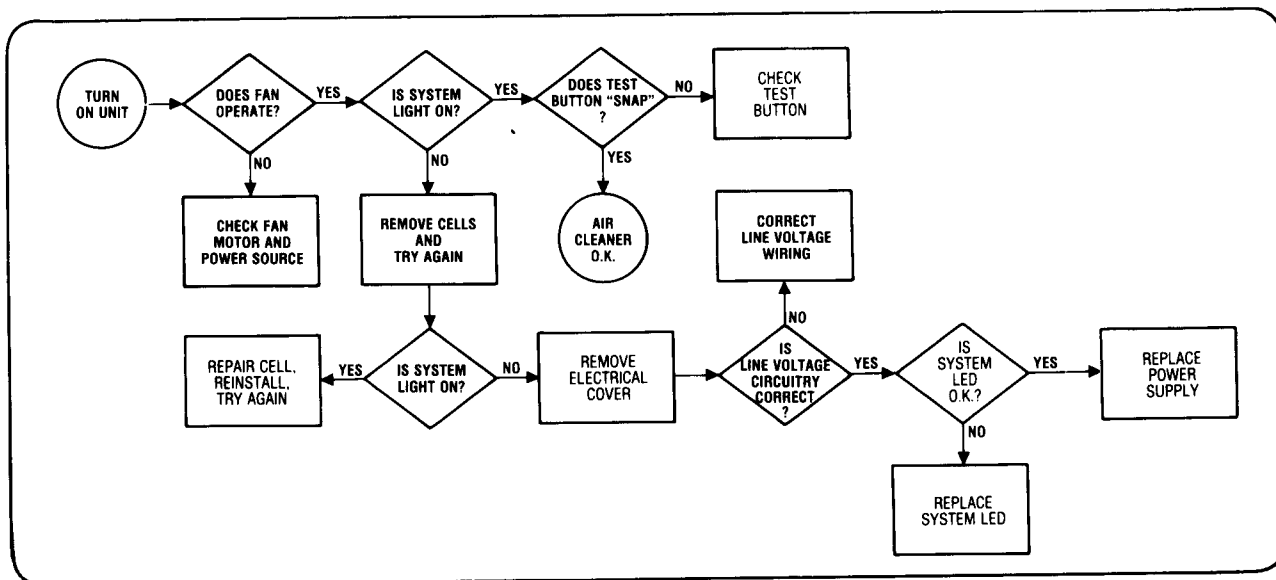 TURN
ON UNIT
DOES FAN
OPERATE?
YES
IS SYSTEM
LIGHT ON?
YES
DOES TEST
BUTTON "SNAP"
?
NO
CHECK
TEST
BUTTON
NO
NO
YES
CHECK FAN
MOTOR AND
POWER SOURCE
REMOVE CELLS
AND
TRY AGAIN
AIR
CLEANER
O.K.
CORRECT
LINE VOLTAGE
WIRING
NO
REPAIR CELL,
REINSTALL,
TRY AGAIN
YES
IS SYSTEM
LIGHT ON?
NO
REMOVE
ELECTRICAL
COVER
IS
LINE VOLTAGE
CIRCUITRY
CORRECT
?
YES
IS
SYSTEM
LED
O.K.?
YES
REPLACE
POWER
SUPPLY
NO
REPLACE
SYSTEM LED